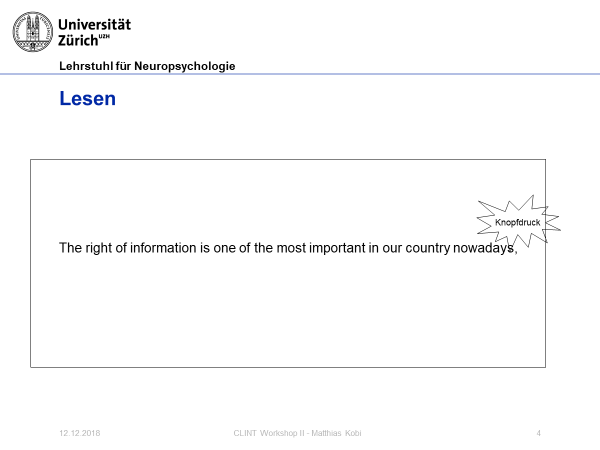 Universität
Zürich UZH
Lehrstuhl für Neuropsychologie
Lesen
Knopfdruck
The right of information is one of the most important in our country nowadays,
12.12.2018 CLINT Workshop II - Matthias Kobi 4